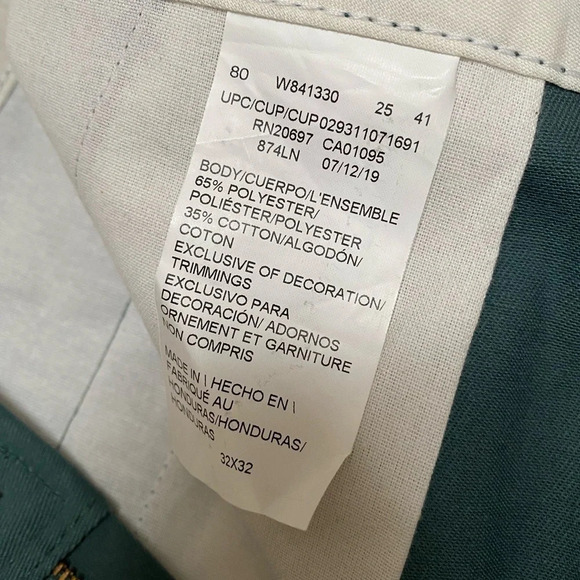 80 W841330 25 41
UPC/CUP/CUP029311071691
RN20697 CA01095
874LN 07/12/19
BODY/CUERPO/L'ENSEMBLE
65% POLYESTER/
POLIÉSTER/POLYESTER
35% COTTON/ALGODÓN/
COTON
EXCLUSIVE OF DECORATION/
TRIMMINGS
EXCLUSIVO PARA
DECORACIÓN/ ADORNOS
ORNEMENT ET GARNITURE
NON COMPRIS
MADE IN \ HECHO EN \
FABRIQUÉ AU
HONDURAS/HONDURAS/
HONDURAS
32X32